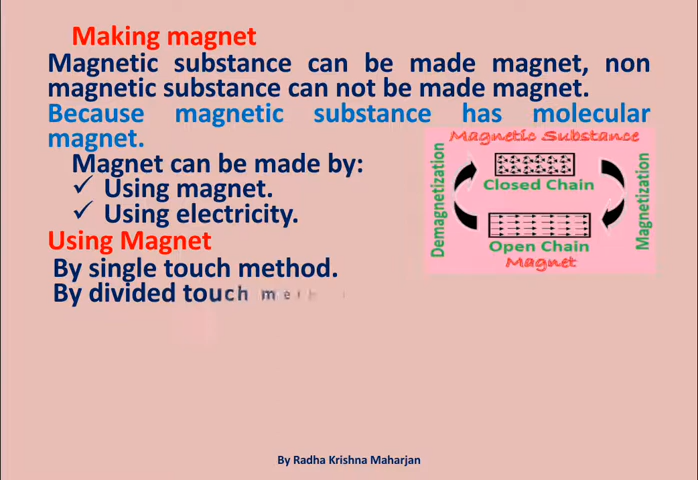 Making magnet
Magnetic substance can be made magnet, non
magnetic substance can not be made magnet.
Because magnetic substance has molecular
magnet.
Magnet can be made by:
✓ Using magnet.
✓ Using electricity.
Using Magnet
By single touch method.
By divided touch
Magnetic Substance
Closed Chain
Demagnetization
Magnetization
Open Chain
Magnet
By Radha Krishna Maharjan